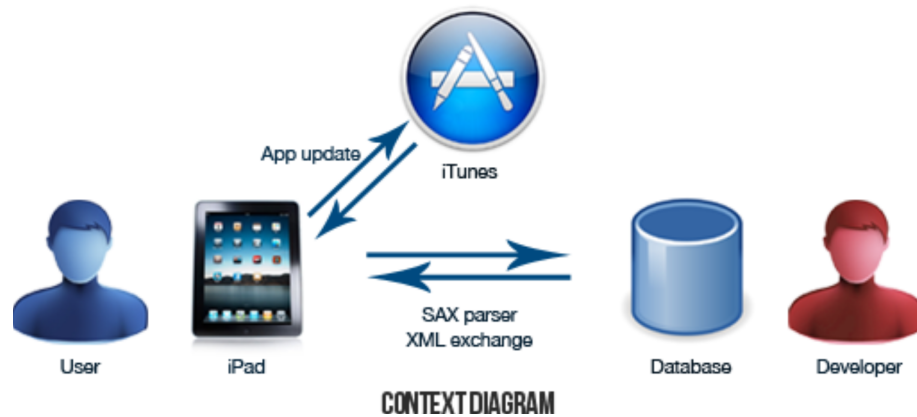 App update
iTunes
SAX parser
XML exchange
User
iPad
Database
Developer
CONTEXT DIAGRAM